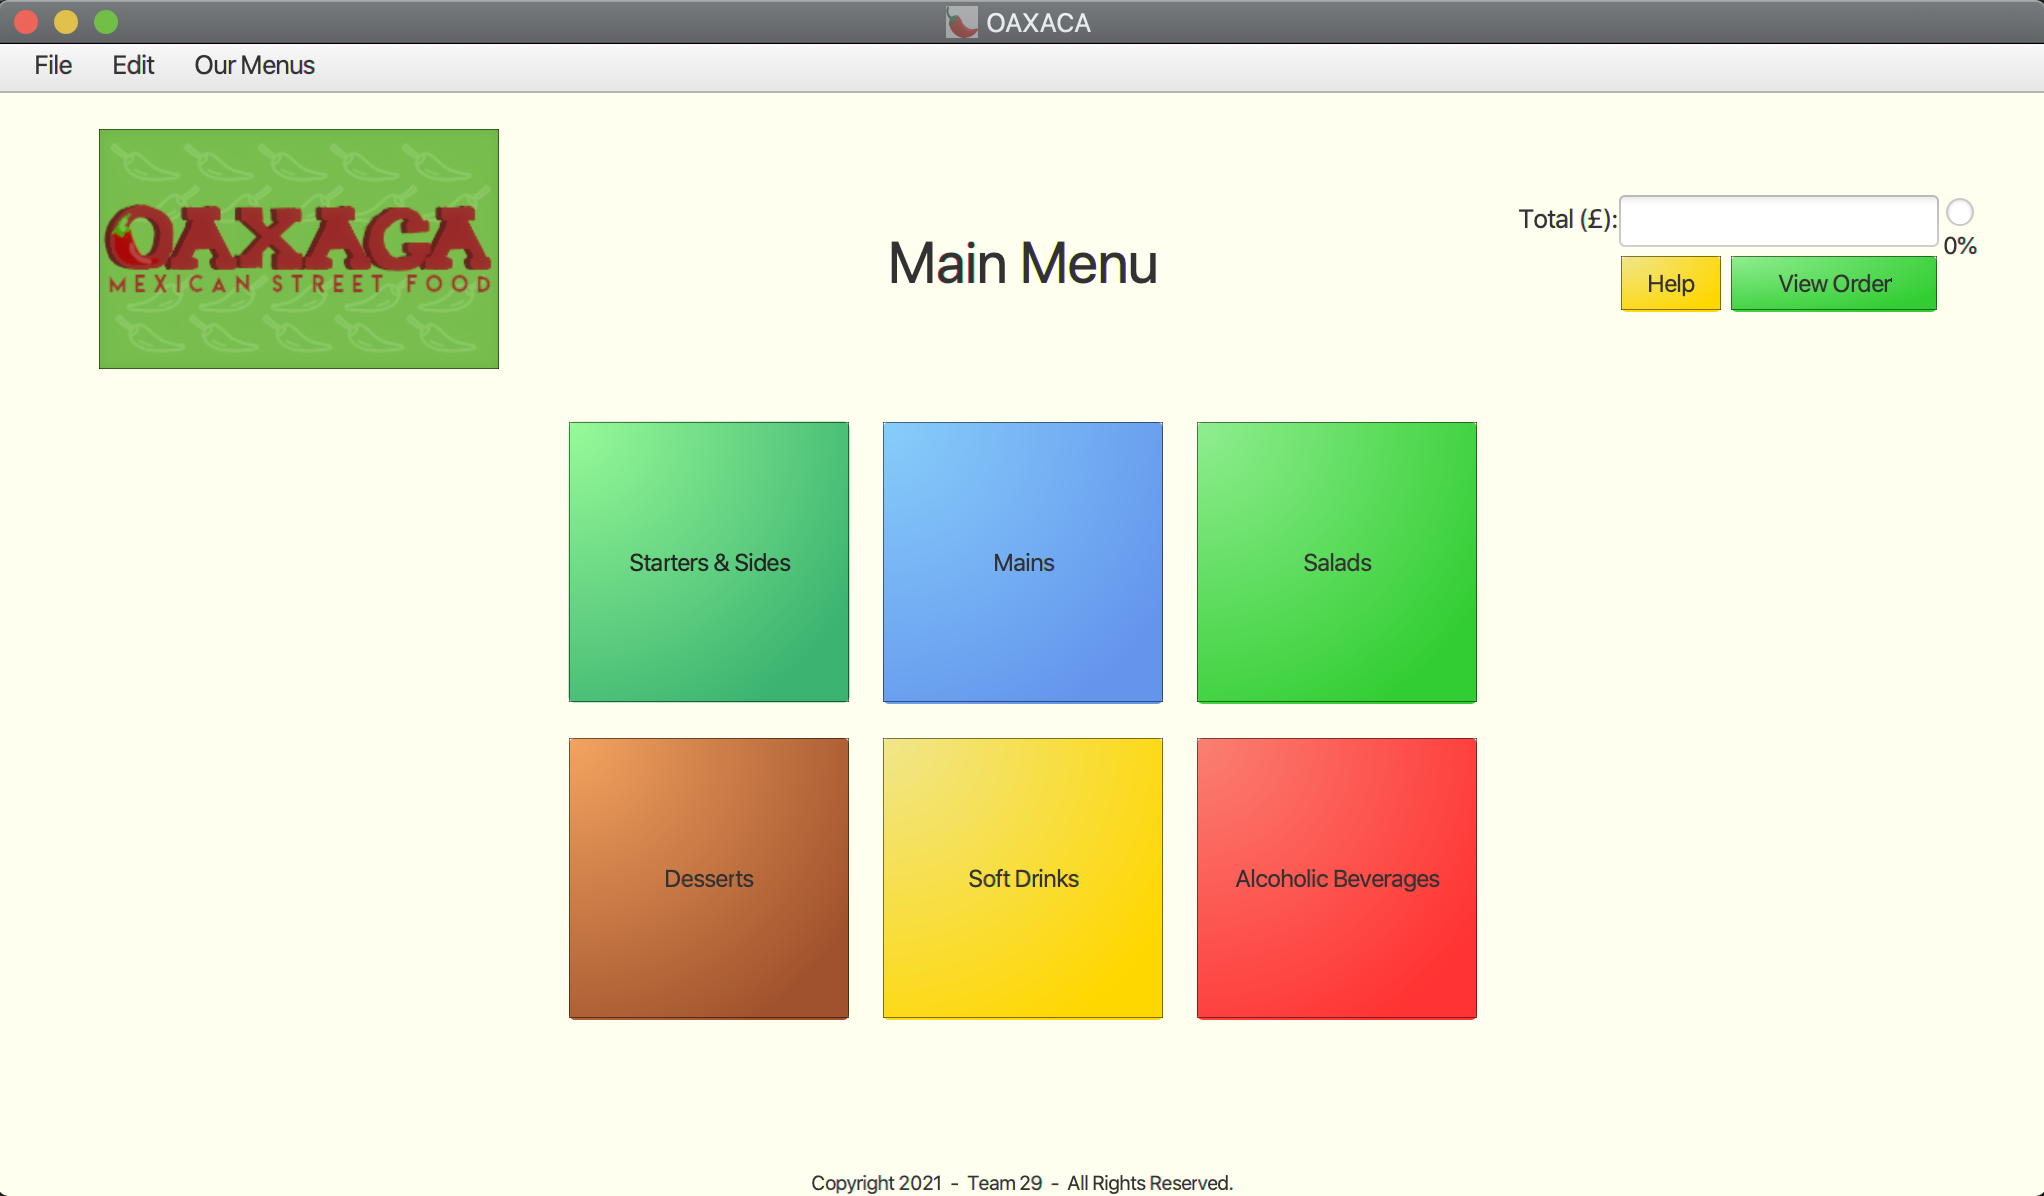 OAXACA
File Edit Our Menus
OAXACA
MEXICAN STREET FOOD
Main Menu
Total (£):
0%
Help View Order
Starters & Sides Mains Salads
Desserts Soft Drinks Alcoholic Beverages
Copyright 2021 - Team 29 - All Rights Reserved.